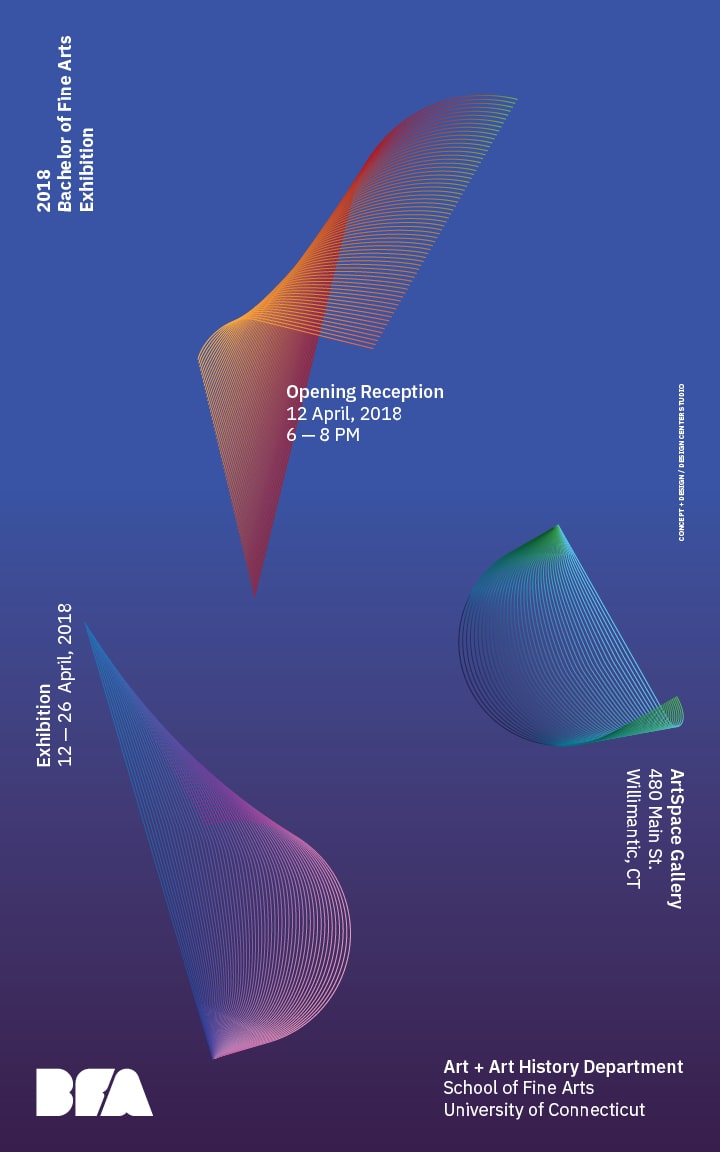 2018
Bachelor of Fine Arts
Exhibition
Opening Reception
12 April, 2018
6 — 8 PM
CONCEPT + DESIGN / DESIGN CENTER STUDIO
Exhibition
12 — 26 April, 2018
ArtSpace Gallery
480 Main St.
Willimantic, CT
BFA
Art + Art History Department
School of Fine Arts
University of Connecticut